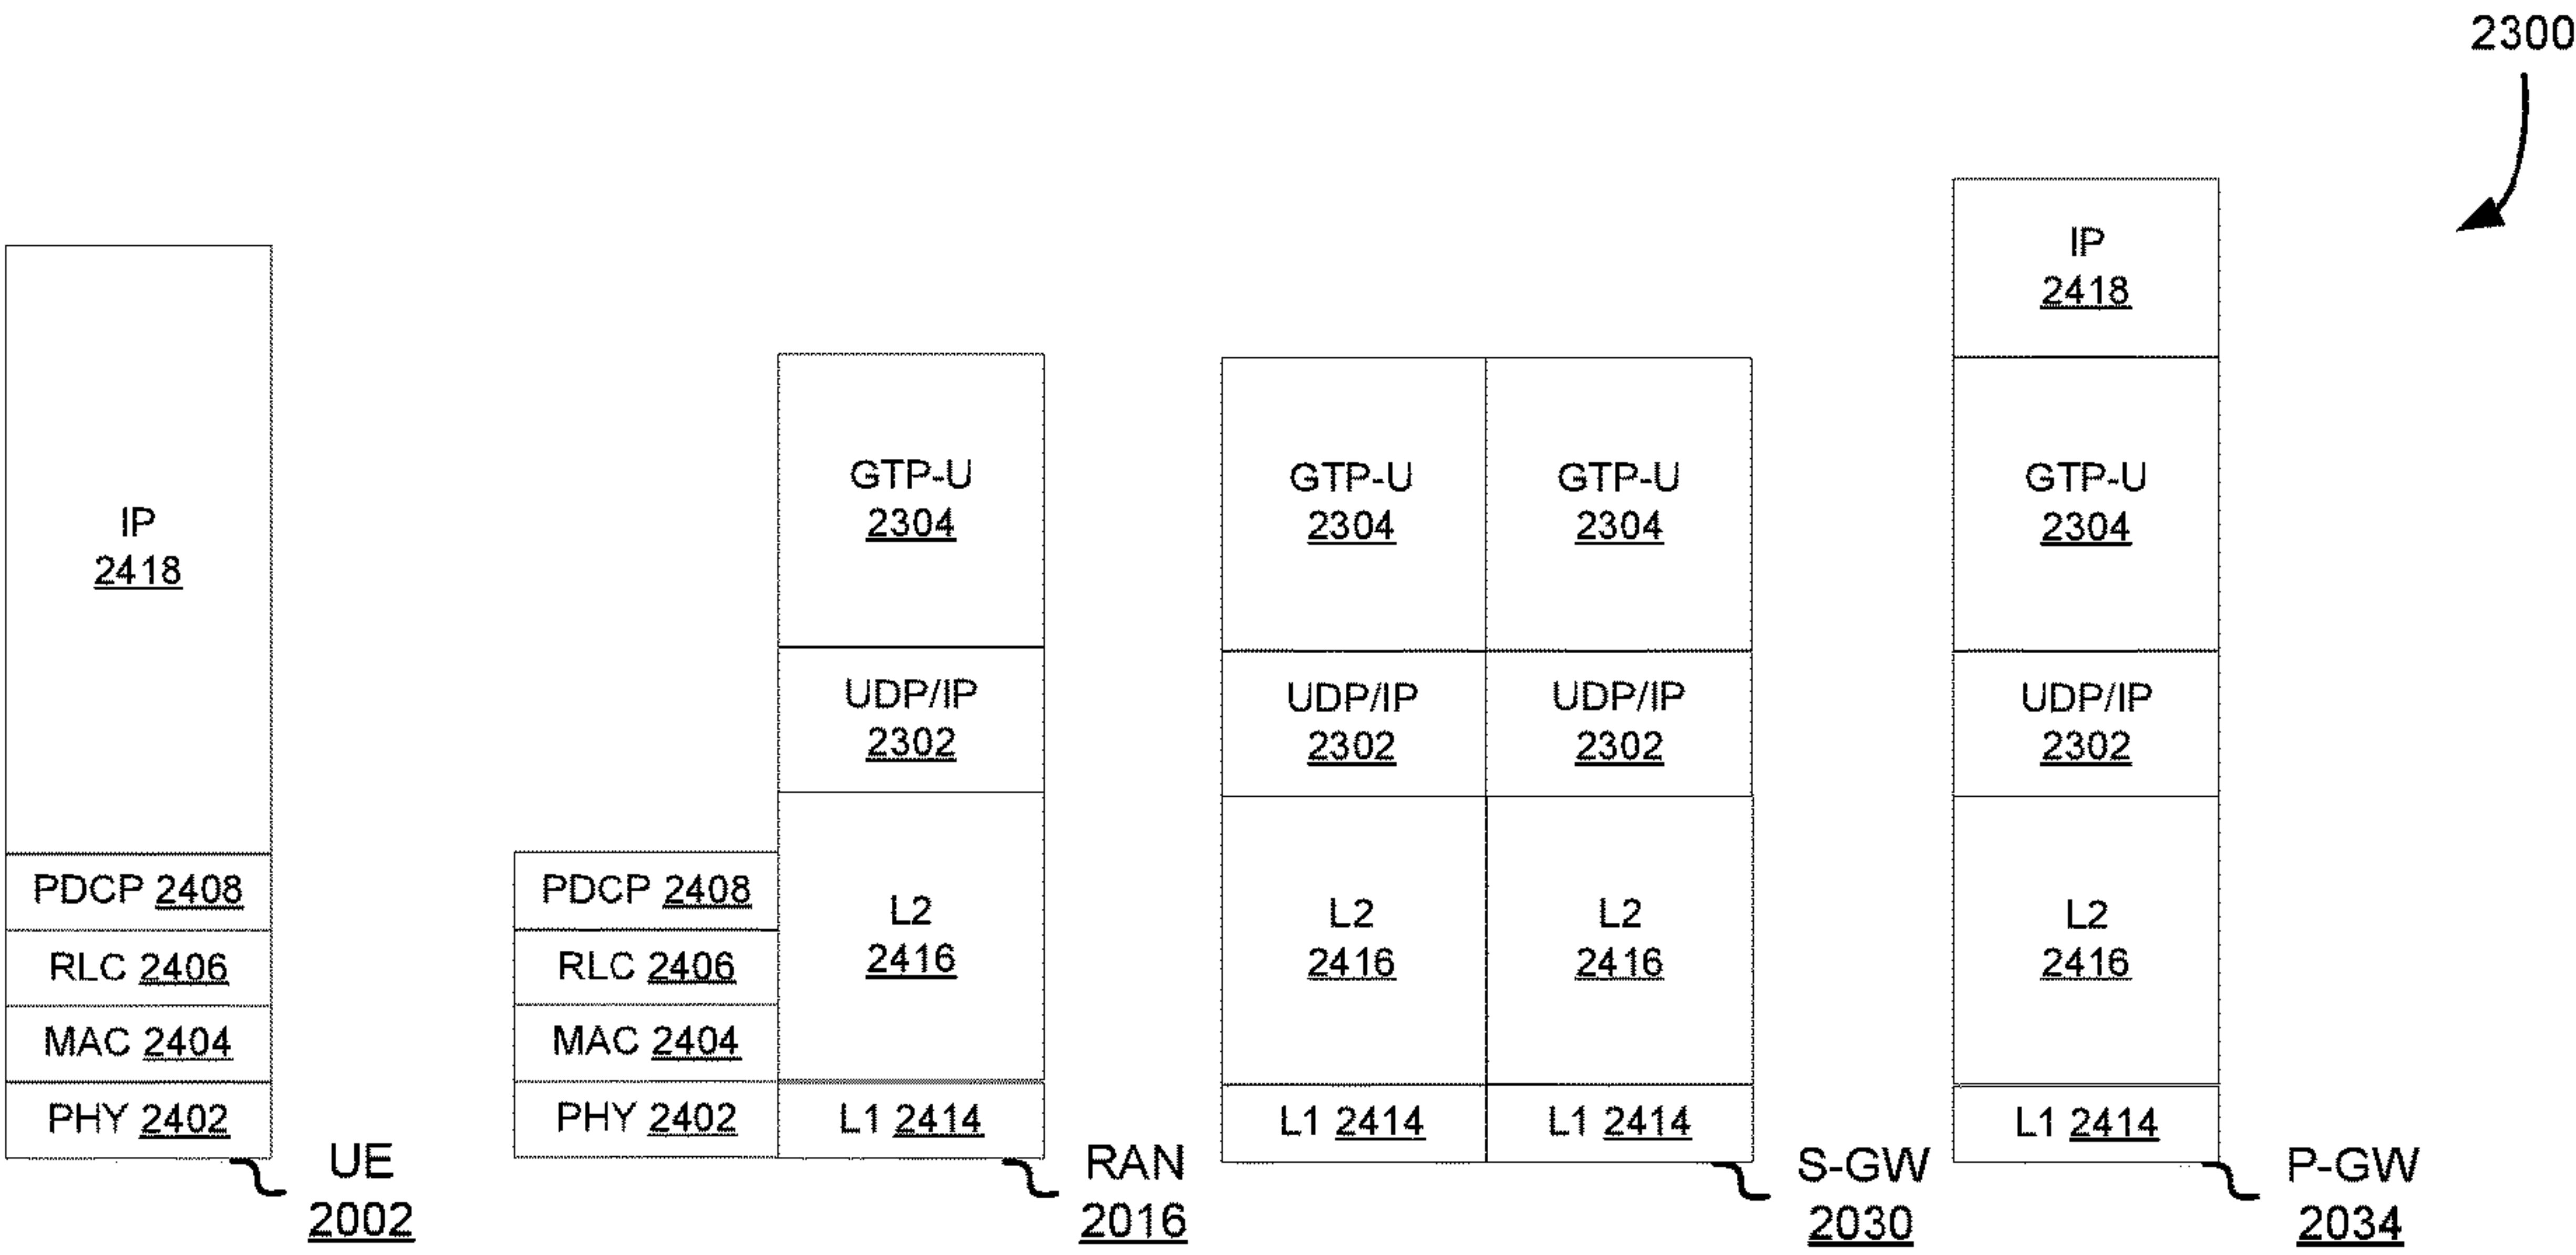 2300
IP
2418
PDCP 2408
RLC 2406
MAC 2404
PHY 2402
UE
2002
PDCP 2408
RLC 2406
MAC 2404
PHY 2402
GTP-U
2304
UDP/IP
2302
L2
2416
L1 2414
RAN
2016
GTP-U
2304
UDP/IP
2302
L2
2416
L1 2414
GTP-U
2304
UDP/IP
2302
L2
2416
L1 2414
S-GW
2030
IP
2418
GTP-U
2304
UDP/IP
2302
L2
2416
L1 2414
P-GW
2034